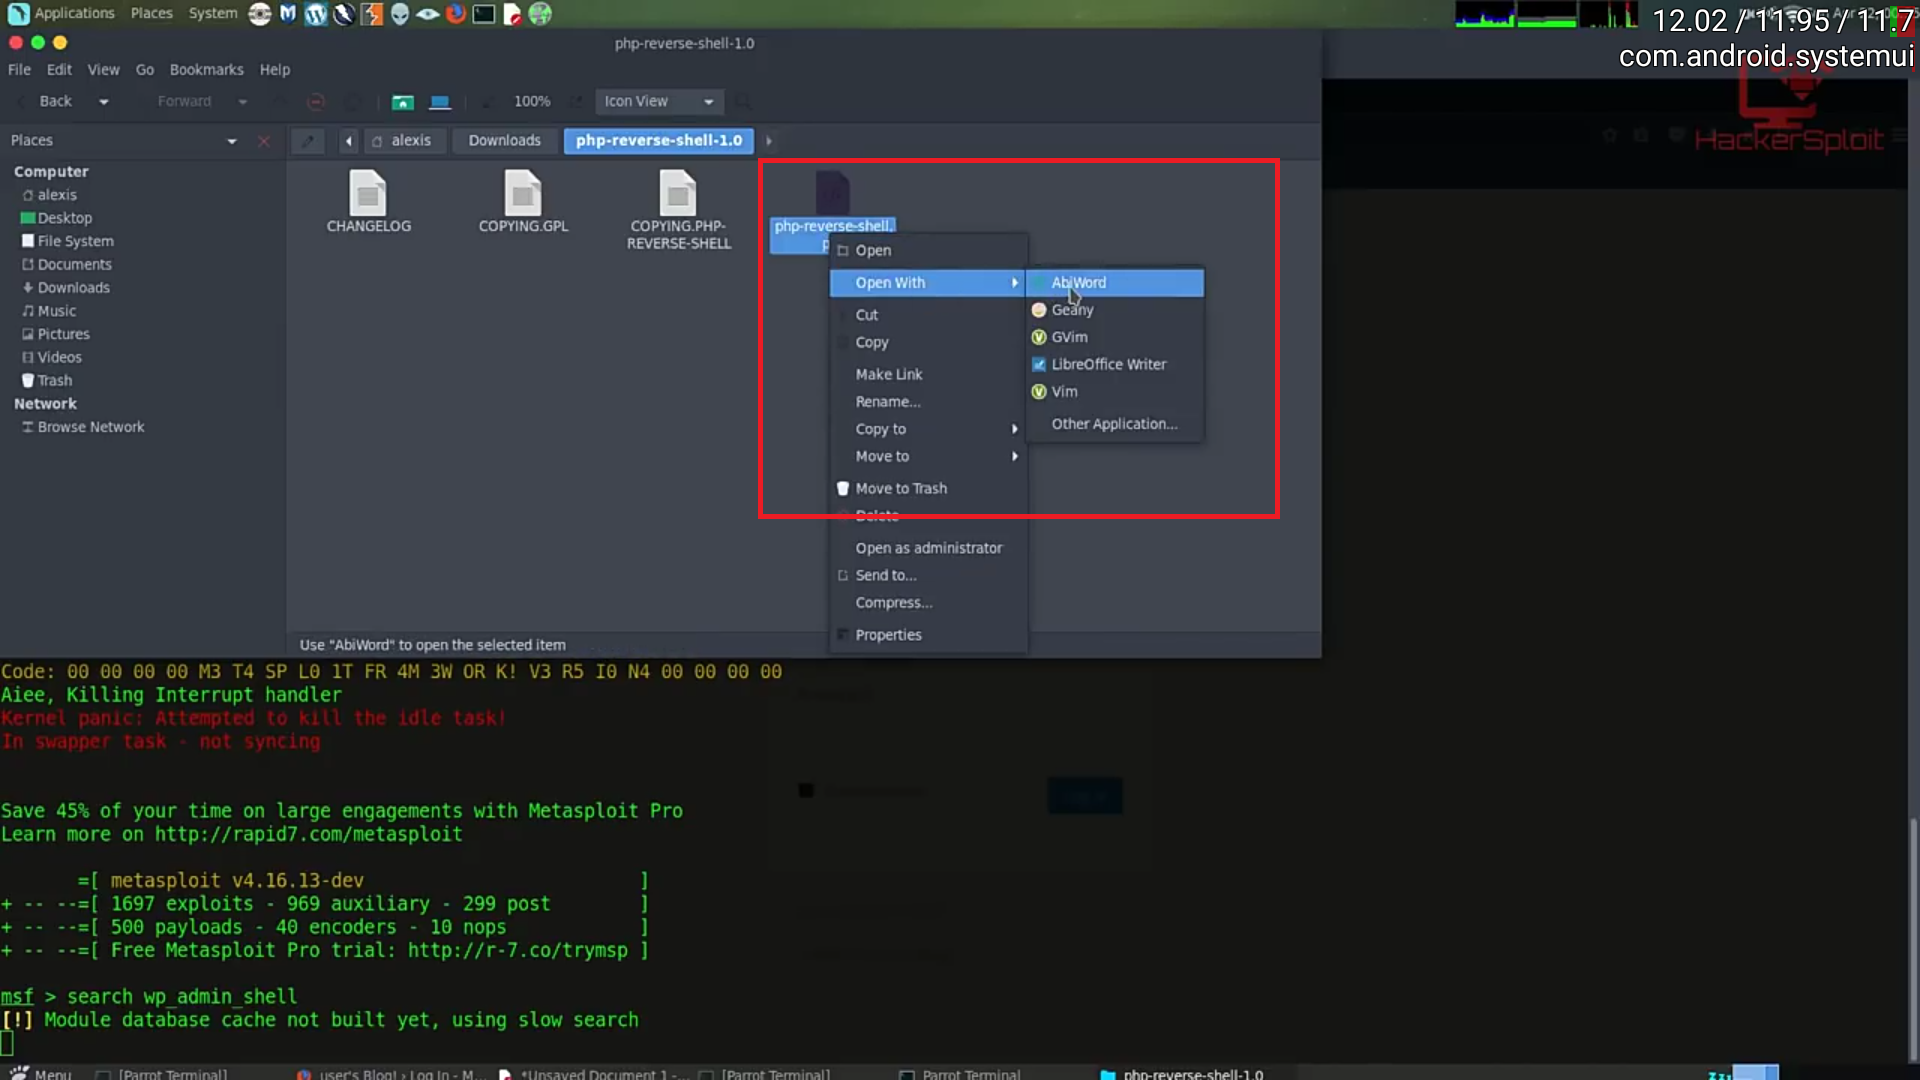 Applications Places System
12.02 / 11.95 / 11.7
com.android.systemui
php-reverse-shell-1.0
File Edit View Go Bookmarks Help
Back Forward 100% Icon View
HackerSploit
Places
alexis Downloads php-reverse-shell-1.0
Computer
alexis
Desktop
File System
Documents
Downloads
Music
Pictures
Videos
Trash
Network
Browse Network
CHANGELOG
COPYING.GPL
COPYING.PHP-
REVERSE-SHELL
php-reverse-shell.
Open
Open With
Cut
Copy
Make Link
Rename...
Copy to
Move to
Move to Trash
Delete
Open as administrator
Send to...
Compress...
Properties
AbiWord
Geany
GVim
LibreOffice Writer
Vim
Other Application...
Use "AbiWord" to open the selected item
Code: 00 00 00 00 M3 T4 SP L0 1T FR 4M 3W OR K! V3 R5 I0 N4 00 00 00 00
Aiee, Killing Interrupt handler
Kernel panic: Attempted to kill the idle task!
In swapper task - not syncing
Save 45% of your time on large engagements with Metasploit Pro
Learn more on http://rapid7.com/metasploit
=[ metasploit v4.16.13-dev ]
+ -- --=[ 1697 exploits - 969 auxiliary - 299 post ]
+ -- --=[ 500 payloads - 40 encoders - 10 nops ]
+ -- --=[ Free Metasploit Pro trial: http://r-7.co/trymsp ]
msf > search wp_admin_shell
[!] Module database cache not built yet, using slow search
Menu [Parrot Terminal] user's Blog! › Log In - M... *Unsaved Document 1 -... [Parrot Terminal] Parrot Terminal php-reverse-shell-1.0